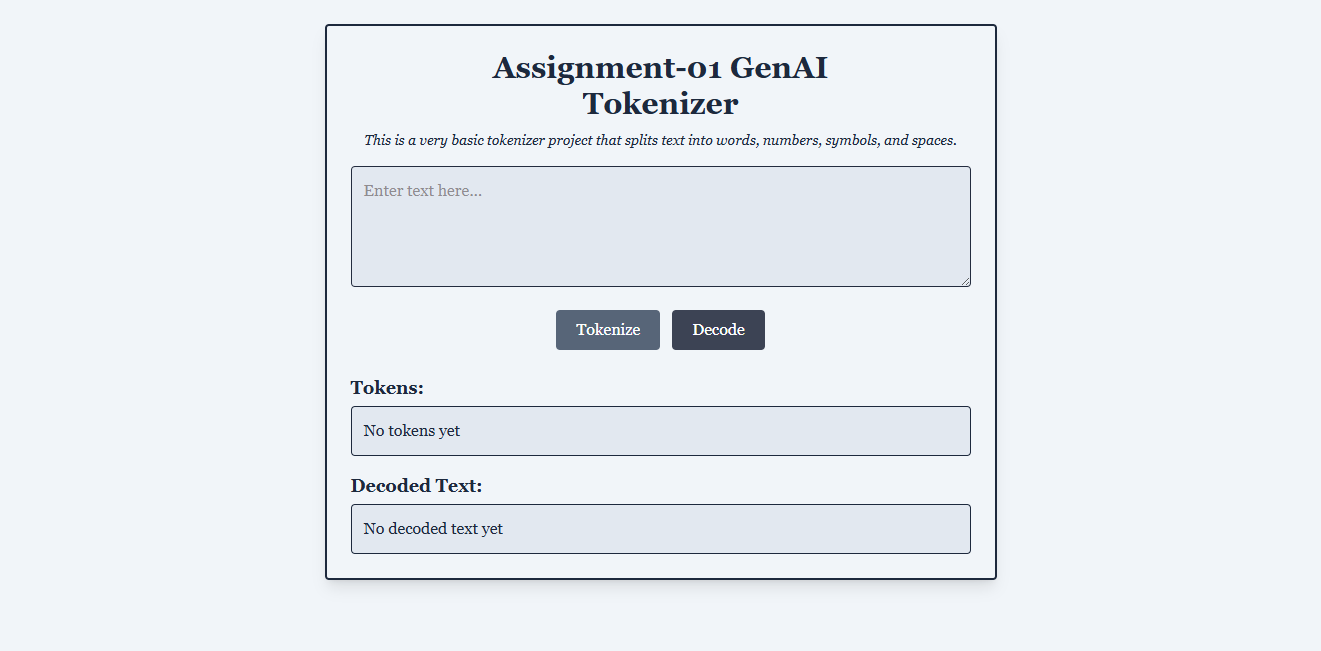 Assignment-01 GenAI
Tokenizer
This is a very basic tokenizer project that splits text into words, numbers, symbols, and spaces.
Enter text here...
Tokenize Decode
Tokens:
No tokens yet
Decoded Text:
No decoded text yet